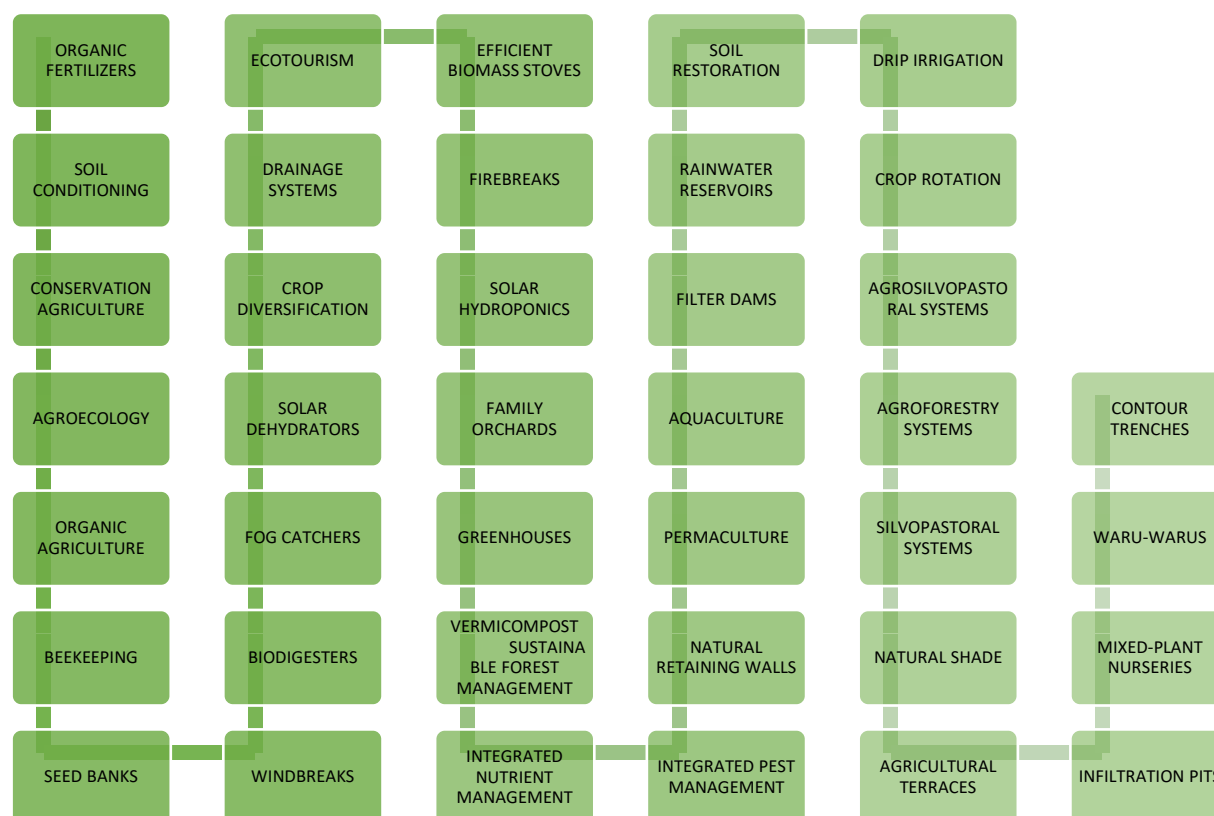 ORGANIC
FERTILIZERS
SOIL
CONDITIONING
CONSERVATION
AGRICULTURE
AGROECOLOGY
ORGANIC
AGRICULTURE
BEEKEEPING
SEED BANKS
WINDBREAKS
BIODIGESTERS
FOG CATCHERS
SOLAR
DEHYDRATORS
CROP
DIVERSIFICATION
DRAINAGE
SYSTEMS
ECOTOURISM
EFFICIENT
BIOMASS STOVES
FIREBREAKS
SOLAR
HYDROPONICS
FAMILY
ORCHARDS
GREENHOUSES
VERMICOMPOST
SUSTAINA
BLE FOREST
MANAGEMENT
INTEGRATED
NUTRIENT
MANAGEMENT
INTEGRATED PEST
MANAGEMENT
NATURAL
RETAINING WALLS
PERMACULTURE
AQUACULTURE
FILTER DAMS
RAINWATER
RESERVOIRS
SOIL
RESTORATION
DRIP IRRIGATION
CROP ROTATION
AGROSILVOPASTO
RAL SYSTEMS
AGROFORESTRY
SYSTEMS
SILVOPASTORAL
SYSTEMS
NATURAL SHADE
AGRICULTURAL
TERRACES
INFILTRATION PITS
MIXED-PLANT
NURSERIES
WARU-WARUS
CONTOUR
TRENCHES